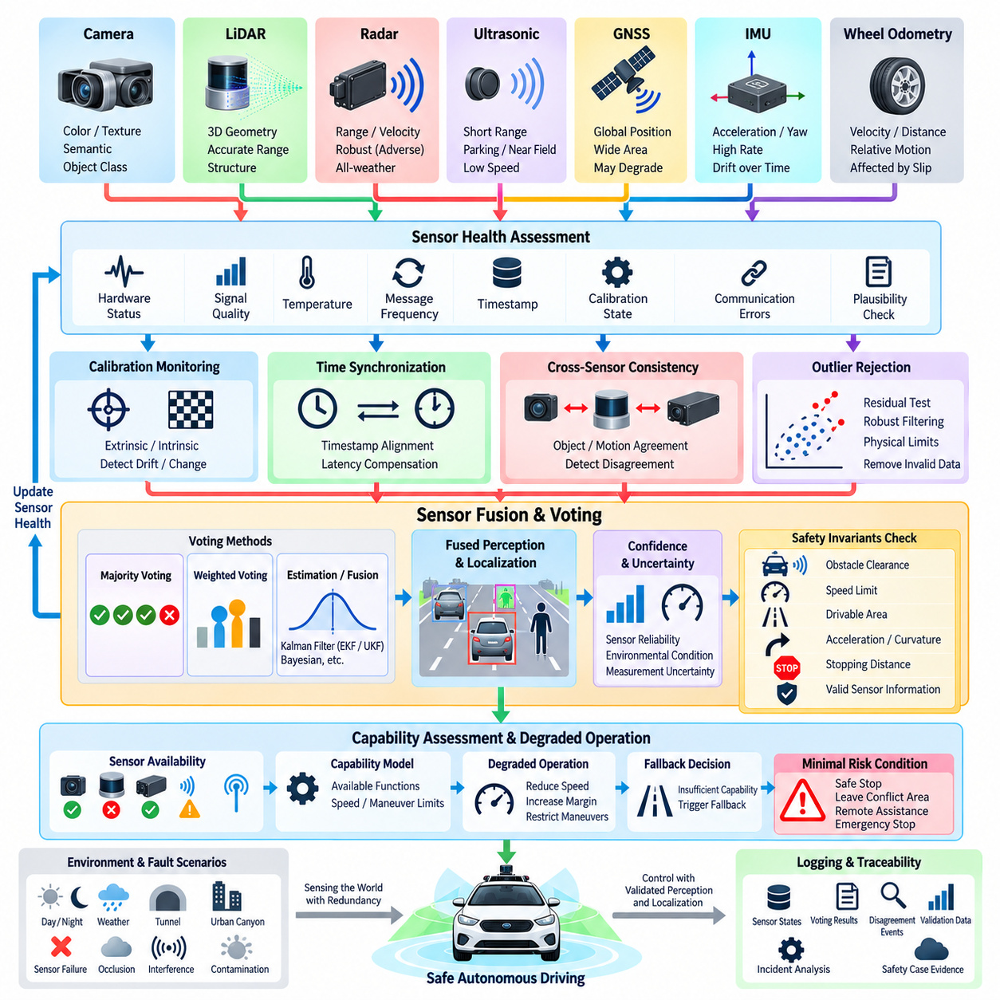 Camera
LiDAR
Radar
Ultrasonic
GNSS
IMU
Wheel Odometry
Color / Texture
Semantic
Object Class
3D Geometry
Accurate Range
Structure
Range / Velocity
Robust (Adverse)
All-weather
Short Range
Parking / Near Field
Low Speed
Global Position
Wide Area
May Degrade
Acceleration / Yaw
High Rate
Drift over Time
Velocity / Distance
Relative Motion
Affected by Slip
Sensor Health Assessment
Hardware
Status
Signal
Quality
Temperature
Message
Frequency
Timestamp
Calibration
State
Communication
Errors
Plausibility
Check
Calibration Monitoring
Extrinsic / Intrinsic
Detect Drift / Change
Time Synchronization
Timestamp Alignment
Latency Compensation
Cross-Sensor Consistency
Object / Motion Agreement
Detect Disagreement
Outlier Rejection
Residual Test
Robust Filtering
Physical Limits
Remove Invalid Data
Update
Sensor
Health
Sensor Fusion & Voting
Voting Methods
Majority Voting
Weighted Voting
Estimation / Fusion
Kalman Filter (EKF / UKF)
Bayesian, etc.
Fused Perception
& Localization
Confidence
& Uncertainty
Sensor Reliability
Environmental Condition
Measurement Uncertainty
Safety Invariants Check
Obstacle Clearance
Speed Limit
Drivable Area
Acceleration / Curvature
STOP
Stopping Distance
Valid Sensor Information
Capability Assessment & Degraded Operation
Sensor Availability
Capability Model
Available Functions
Speed / Maneuver Limits
Degraded Operation
Reduce Speed
Increase Margin
Restrict Maneuvers
Fallback Decision
Insufficient Capability
Trigger Fallback
Minimal Risk Condition
Safe Stop
Leave Conflict Area
Remote Assistance
Emergency Stop
Environment & Fault Scenarios
Day / Night
Weather
Tunnel
Urban Canyon
Sensor Failure
Occlusion
Interference
Contamination
Sensing the World
with Redundancy
Safe Autonomous Driving
Control with
Validated Perception
and Localization
Logging & Traceability
Sensor States
Voting Results
Disagreement
Events
Validation Data
Incident Analysis
Safety Case Evidence